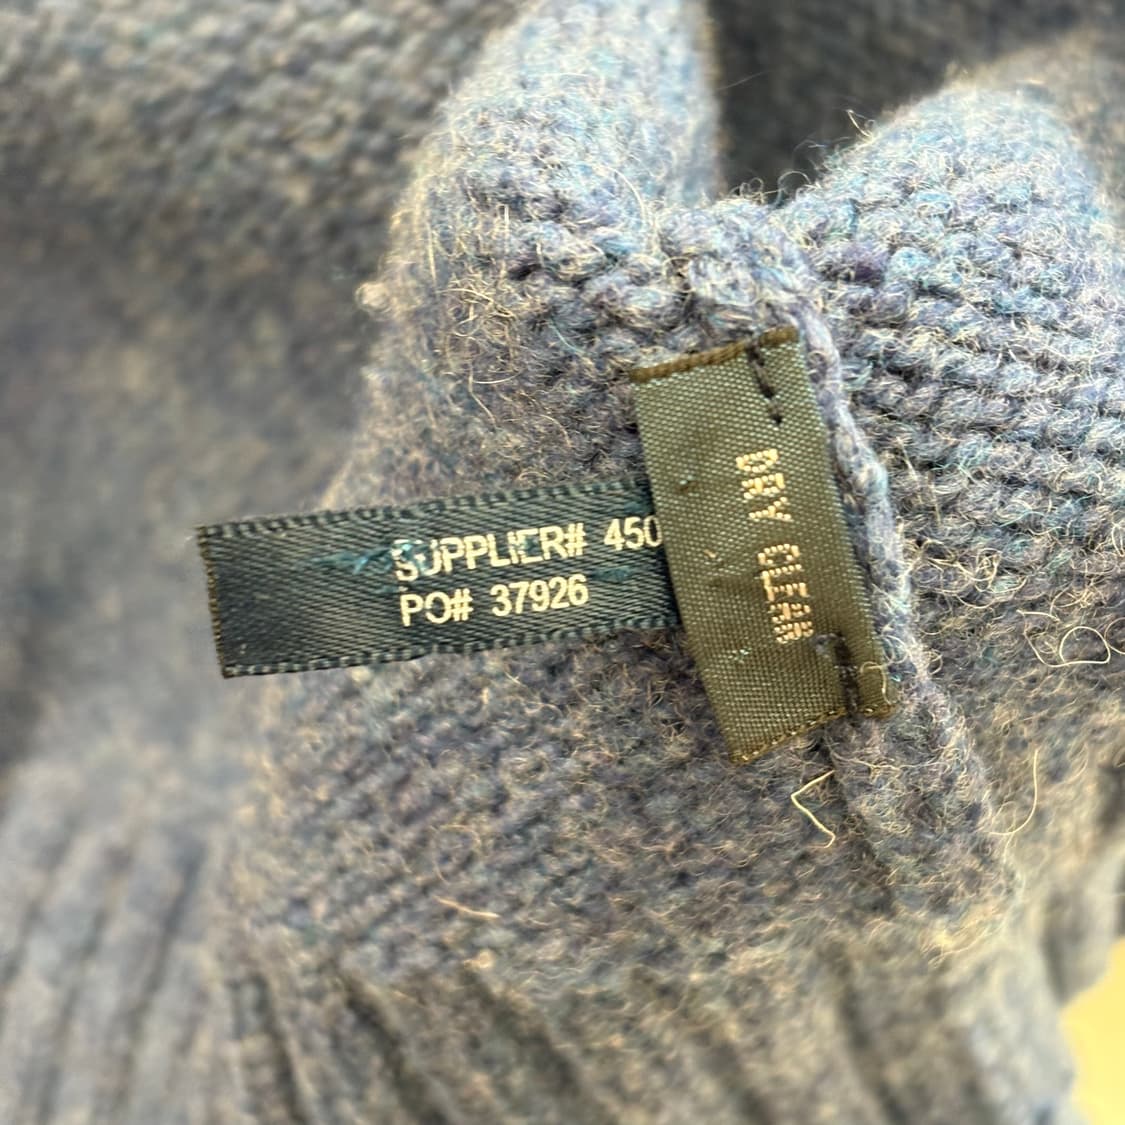 SUPPLIER# 450
PO# 37926
DRY CLEAN